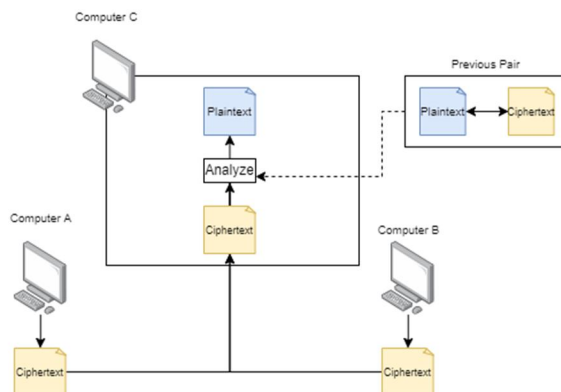 Computer C
Previous Pair
Plaintext
Plaintext
Ciphertext
Analyze
Ciphertext
Computer A
Computer B
Ciphertext
Ciphertext